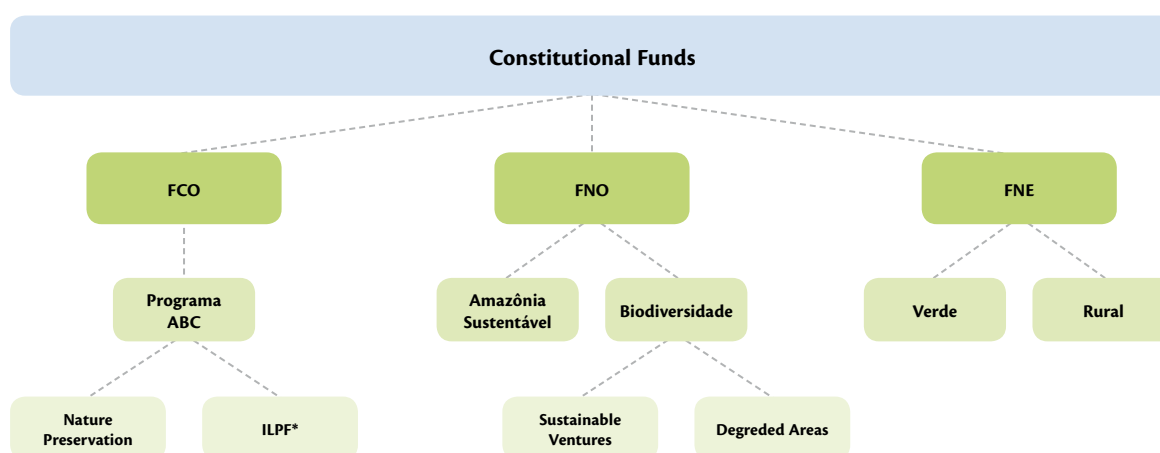 Constitutional Funds
FCO
FNO
FNE
Programa
ABC
Amazônia
Sustentável
Biodiversidade
Verde
Rural
Nature
Preservation
ILPF*
Sustainable
Ventures
Degreded Areas